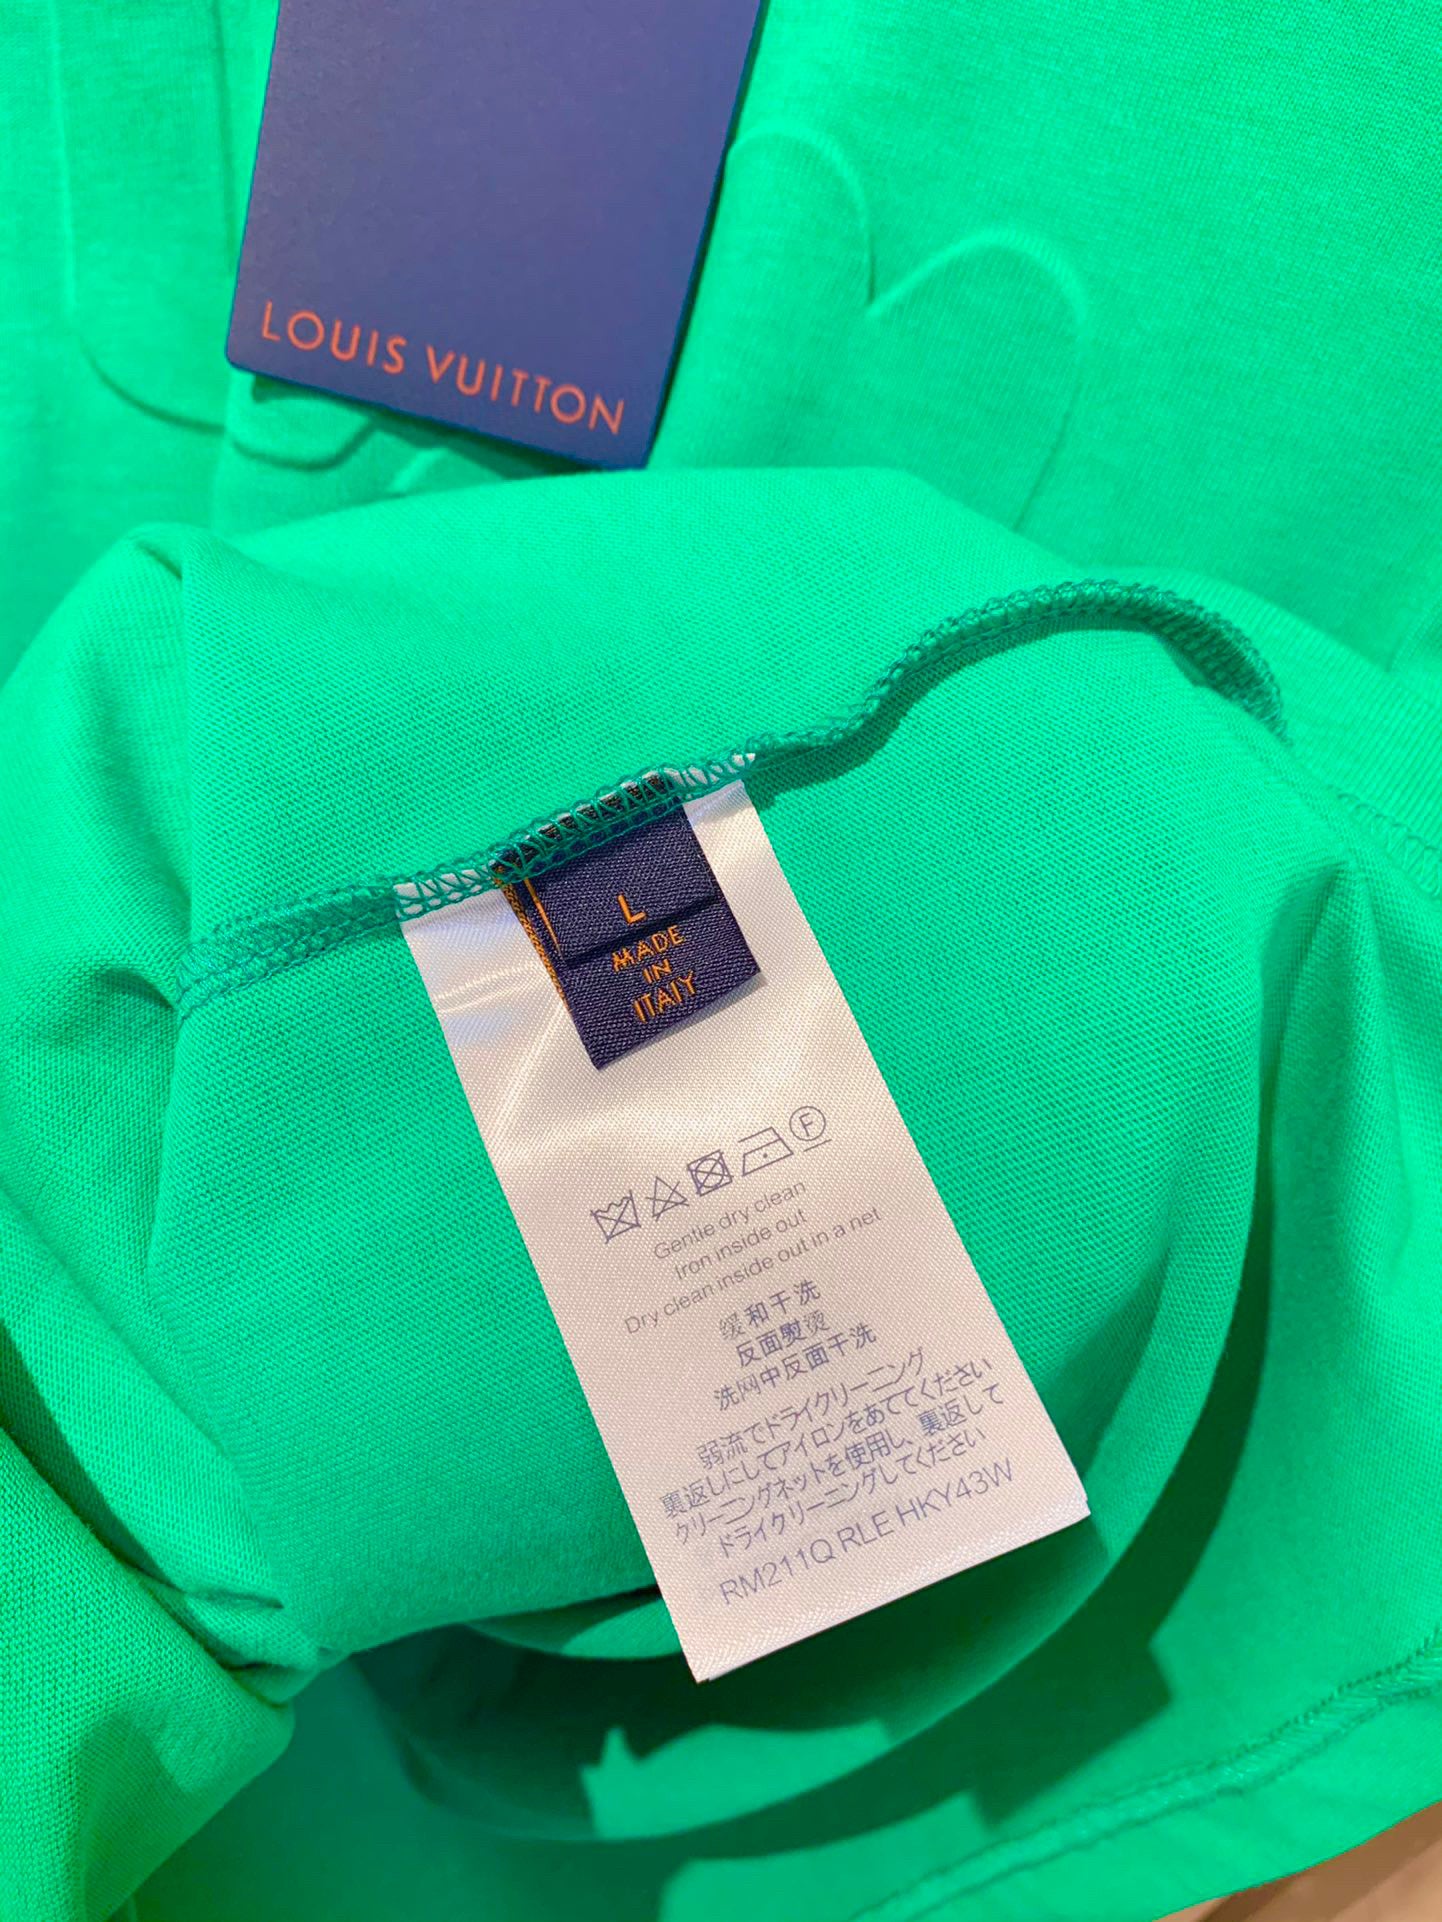 LOUIS VUITTON
L
MADE
IN
ITALY
F
Gentle dry clean
Iron inside out
Dry clean inside out in a net
缓和干洗
反面熨烫
洗网中反面干洗
弱流でドライクリーニング
裏返しにしてアイロンをあててください
クリーニングネットを使用し、裏返して
ドライクリーニングしてください
RM211Q RLE HKY43W